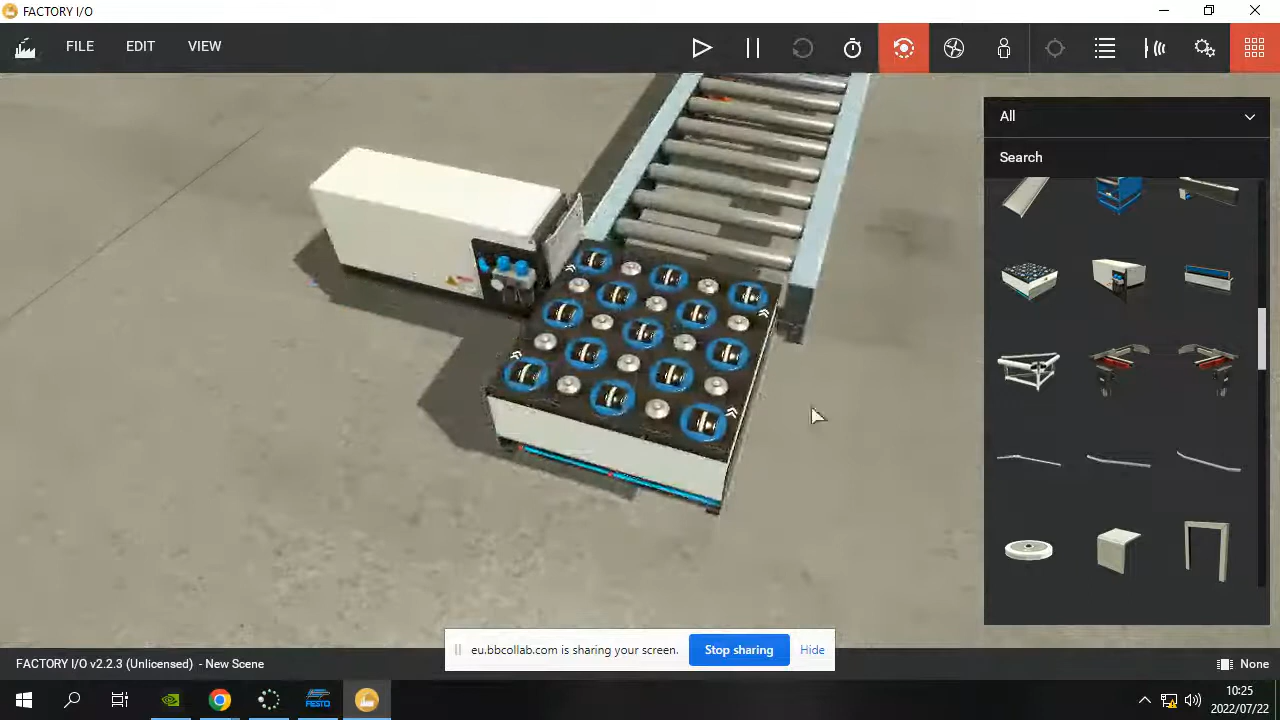 FACTORY I/O
FILE EDIT VIEW
All
Search
eu.bbcollab.com is sharing your screen. Stop sharing Hide
FACTORY I/O v2.2.3 (Unlicensed) - New Scene None
FESTO
10:25
2022/07/22